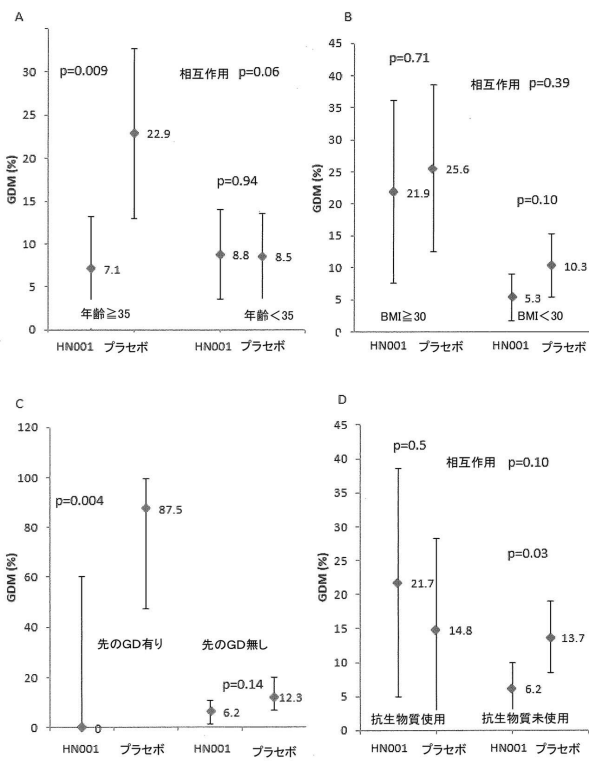 A
GDM (%)
35
30
25
20
15
10
5
0
p=0.009
相互作用 p=0.06
22.9
p=0.94
7.1
8.8
8.5
年齢≧35
年齢<35
HN001 プラセボ HN001 プラセボ
B
GDM (%)
45
40
35
30
25
20
15
10
5
0
p=0.71
相互作用 p=0.39
21.9
25.6
p=0.10
5.3
10.3
BMI≧30
BMI<30
HN001 プラセボ HN001 プラセボ
C
GDM (%)
120
100
80
60
40
20
0
p=0.004
87.5
先のGD有り
先のGD無し
p=0.14
0
6.2
12.3
HN001 プラセボ HN001 プラセボ
D
GDM (%)
45
40
35
30
25
20
15
10
5
0
p=0.5
相互作用 p=0.10
21.7
14.8
p=0.03
6.2
13.7
抗生物質使用
抗生物質未使用
HN001 プラセボ HN001 プラセボ